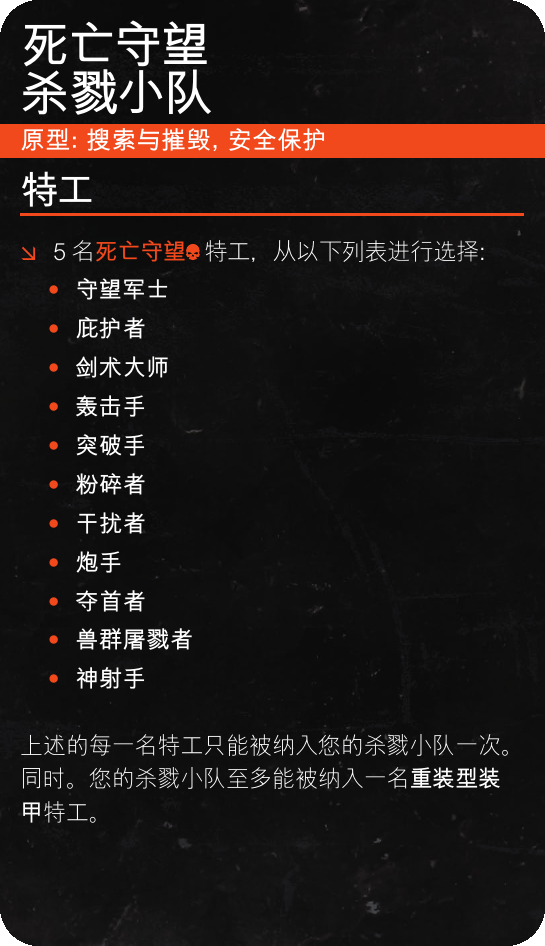 死亡守望
杀戮小队
原型: 搜索与摧毁, 安全保护
特工
5 名死亡守望 特工, 从以下列表进行选择:
守望军士
庇护者
剑术大师
轰击手
突破手
粉碎者
干扰者
炮手
夺首者
兽群屠戮者
神射手
上述的每一名特工只能被纳入您的杀戮小队一次。
同时。您的杀戮小队至多能被纳入一名重装型装
甲特工。